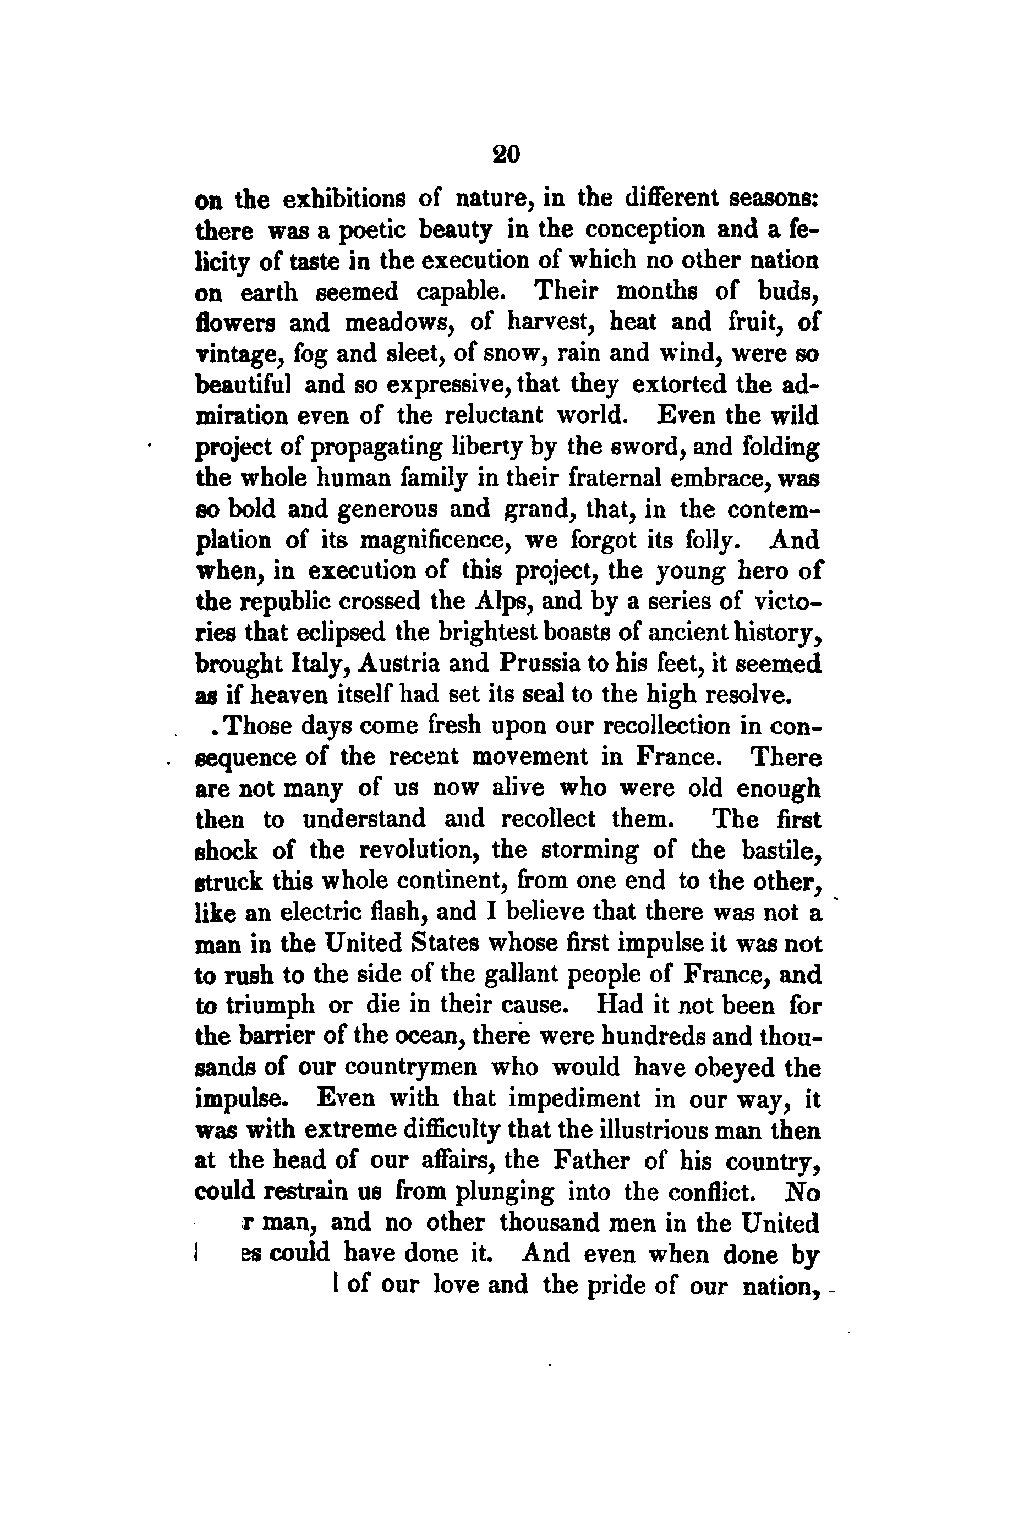 20
on the exhibitions of nature, in the different seasons:
there was a poetic beauty in the conception and a fe-
licity of taste in the execution of which no other nation
on earth seemed capable. Their months of buds,
flowers and meadows, of harvest, heat and fruit, of
vintage, fog and sleet, of snow, rain and wind, were so
beautiful and so expressive, that they extorted the ad-
miration even of the reluctant world. Even the wild
project of propagating liberty by the sword, and folding
the whole human family in their fraternal embrace, was
so bold and generous and grand, that, in the contem-
plation of its magnificence, we forgot its folly. And
when, in execution of this project, the young hero of
the republic crossed the Alps, and by a series of victo-
ries that eclipsed the brightest boasts of ancient history,
brought Italy, Austria and Prussia to his feet, it seemed
as if heaven itself had set its seal to the high resolve.
Those days come fresh upon our recollection in con-
sequence of the recent movement in France. There
are not many of us now alive who were old enough
then to understand and recollect them. The first
shock of the revolution, the storming of the bastile,
struck this whole continent, from one end to the other,
like an electric flash, and I believe that there was not a
man in the United States whose first impulse it was not
to rush to the side of the gallant people of France, and
to triumph or die in their cause. Had it not been for
the barrier of the ocean, there were hundreds and thou-
sands of our countrymen who would have obeyed the
impulse. Even with that impediment in our way, it
was with extreme difficulty that the illustrious man then
at the head of our affairs, the Father of his country,
could restrain us from plunging into the conflict. No
r man, and no other thousand men in the United
es could have done it. And even when done by
of our love and the pride of our nation,